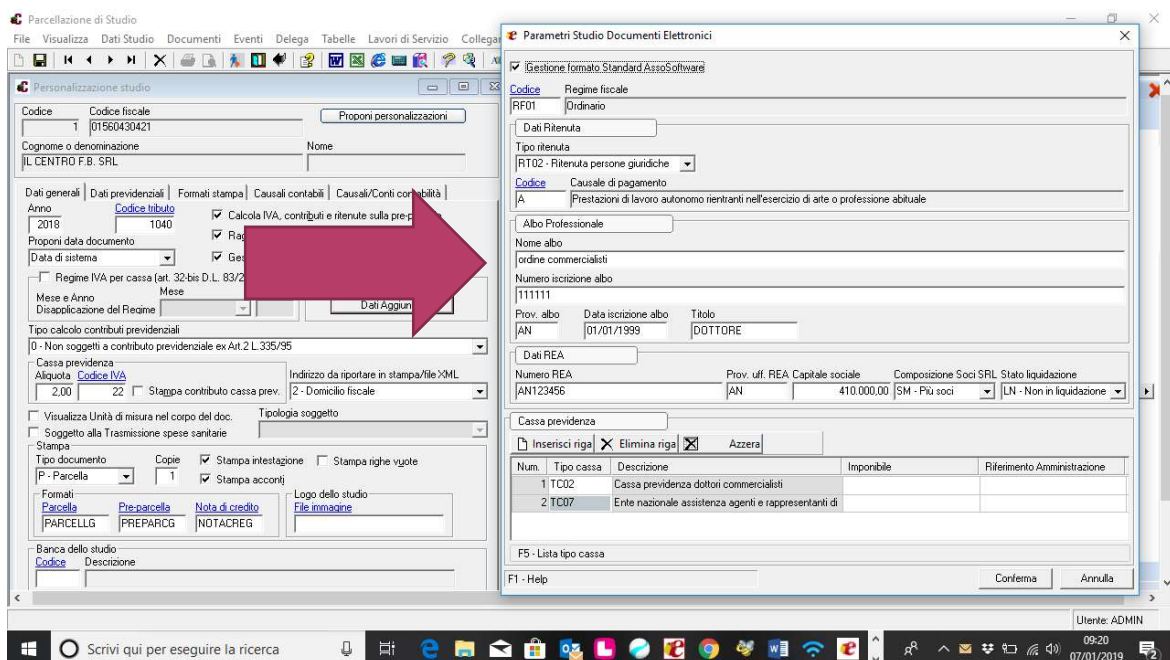 Parcellazione di Studio
File Visualizza Dati Studio Documenti Eventi Delega Tabelle Lavori di Servizio
Personalizzazione studio
Codice Codice fiscale
1 01560430421 Proponi personalizzazioni
Cognome o denominazione Nome
IL CENTRO F.B. SRL
Dati generali Dati previdenziali Formati stampa Causali contabili Causali/Conti
Anno Codice tributo
2018 1040 Calcola IVA, contributi e ritenute sulla
Proponi data documento
Data di sistema
Regime IVA per cassa (art. 32-bis D.L.
Mese e Anno Mese
Disapplicazione del Regime Dati
Tipo calcolo contributi previdenziali
0 - Non soggetti a contributo previdenziale ex Art.2 L.335/95
Cassa previdenza
Aliquota Codice IVA Indirizzo da riportare in stampa/file XML
2,00 22 Stampa contributo cassa prev. 2 - Domicilio fiscale
Visualizza Unità di misura nel corpo del doc. Tipologia soggetto
Soggetto alla Trasmissione spese sanitarie
Stampa
Tipo documento Copie Stampa intestazione Stampa righe vuote
P - Parcella 1 Stampa acconti
Formati Logo dello studio
Parcella Pre-parcella Nota di credito File immagine
PARCELLG PREPARCG NOTACREG
Banca dello studio
Codice Descrizione
Parametri Studio Documenti Elettronici
Gestione formato Standard AssoSoftware
Codice Regime fiscale
RF01 Ordinario
Dati Ritenuta
Tipo ritenuta
RT02 - Ritenuta persone giuridiche
Codice Causale di pagamento
A Prestazioni di lavoro autonomo rientranti nell'esercizio di arte o professione abituale
Albo Professionale
Nome albo
ordine commercialisti
Numero iscrizione albo
111111
Prov. albo Data iscrizione albo Titolo
AN 01/01/1999 DOTTORE
Dati REA
Numero REA Prov. uff. REA Capitale sociale Composizione Soci SRL Stato liquidazione
AN123456 AN 410.000,00 SM - Più soci LN - Non in liquidazione
Cassa previdenza
Inserisci riga Elimina riga Azzera
Num. Tipo cassa Descrizione Imponibile Riferimento Amministrazione
1 TC02 Cassa previdenza dottori commercialisti
2 TC07 Ente nazionale assistenza agenti e rappresentanti di
F5 - Lista tipo cassa
F1 - Help Conferma Annulla
Utente: ADMIN
Scrivi qui per eseguire la ricerca
09:20
07/01/2019